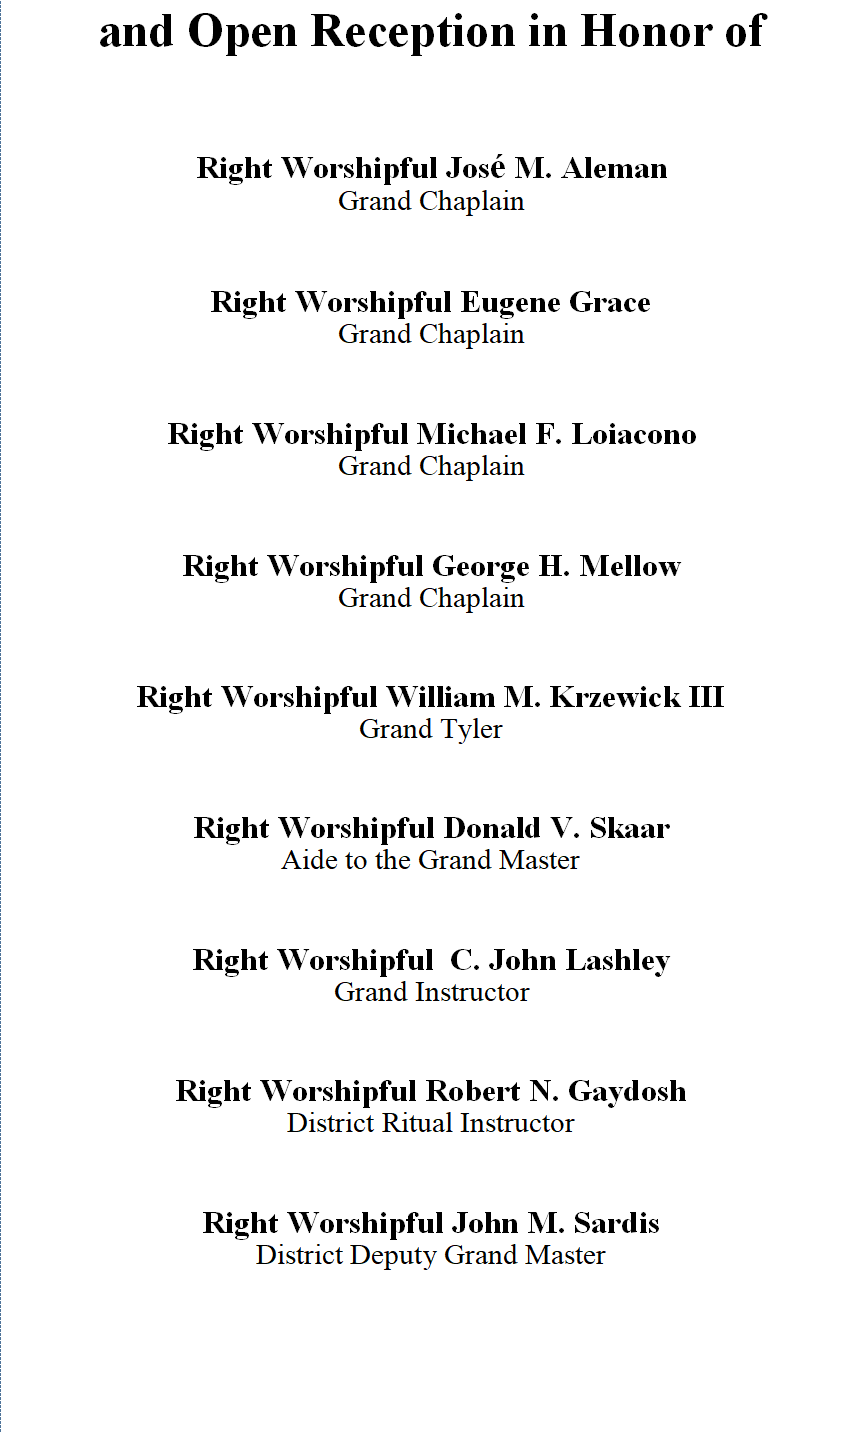 and Open Reception in Honor of
Right Worshipful José M. Aleman
Grand Chaplain
Right Worshipful Eugene Grace
Grand Chaplain
Right Worshipful Michael F. Loiacono
Grand Chaplain
Right Worshipful George H. Mellow
Grand Chaplain
Right Worshipful William M. Krzewick III
Grand Tyler
Right Worshipful Donald V. Skaar
Aide to the Grand Master
Right Worshipful  C. John Lashley
Grand Instructor
Right Worshipful Robert N. Gaydosh
District Ritual Instructor
Right Worshipful John M. Sardis
District Deputy Grand Master